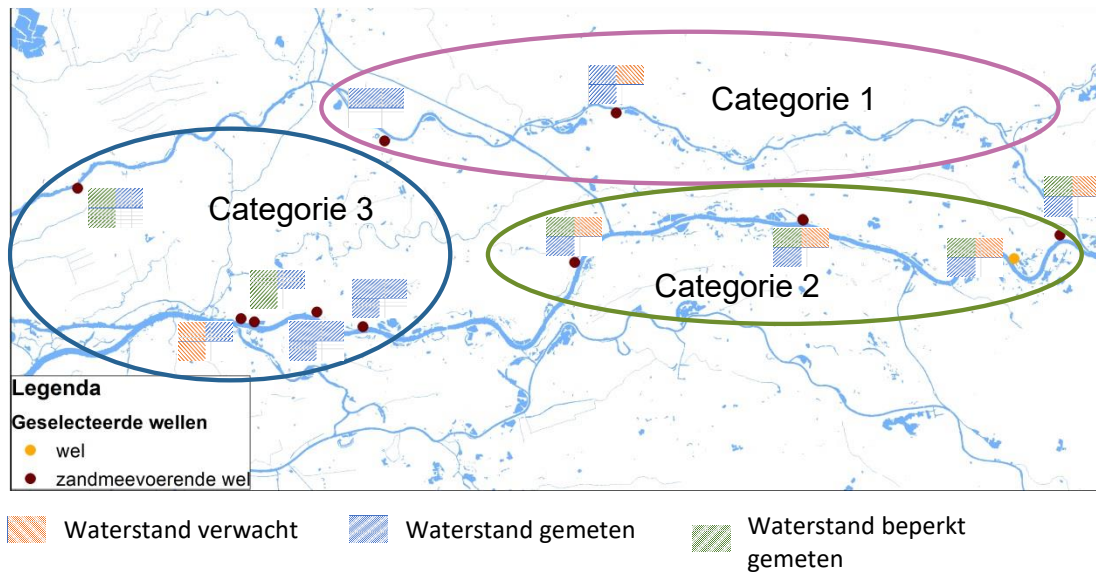 Categorie 1
Categorie 3
Categorie 2
Legenda
Geselecteerde wellen
wel
zandmeevoerende wel
Waterstand verwacht
Waterstand gemeten
Waterstand beperkt
gemeten